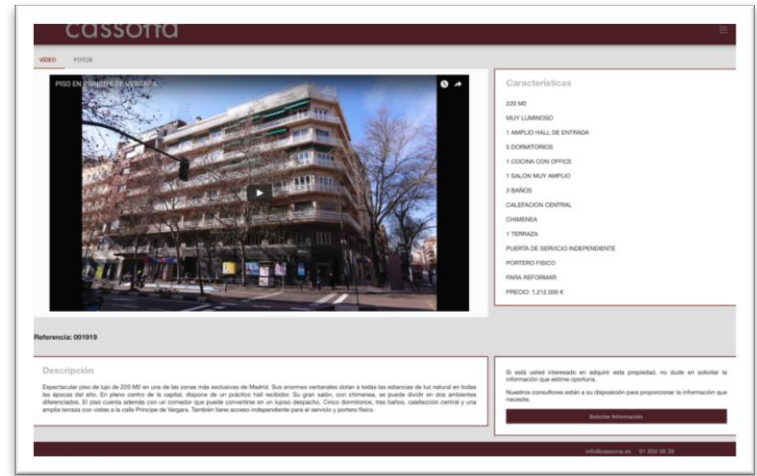 cassotta
VÍDEO
FOTOS
PISO EN PRÍNCIPE DE VERGARA
Características
220 M2
MUY LUMINOSO
1 AMPLIO HALL DE ENTRADA
5 DORMITORIOS
1 COCINA CON OFFICE
1 SALON MUY AMPLIO
3 BAÑOS
CALEFACION CENTRAL
CHIMENEA
1 TERRAZA
PUERTA DE SERVICIO INDEPENDIENTE
PORTERO FISICO
PARA REFORMAR
PRECIO: 1.212.000 €
Referencia: 001919
Descripción
Espectacular piso de lujo de 220 M2 en una de las zonas más exclusivas de Madrid. Sus enormes ventanales dotan a todas las estancias de luz natural en todas
las épocas del año. En pleno centro de la capital, dispone de un práctico hall recibidor. Su gran salón, con chimenea, se puede dividir en dos ambientes
diferenciados. El piso cuenta además con un comedor que puede convertirse en un lujoso despacho. Cinco dormitorios, tres baños, calefacción central y una
amplia terraza con vistas a la calle Príncipe de Vergara. También tiene acceso independiente para el servicio y portero físico.
Si está usted interesado en adquirir esta propiedad, no dude en solicitar la
información que estime oportuna.
Nuestros consultores están a su disposición para proporcionar la información que
necesite.
Solicitar Información